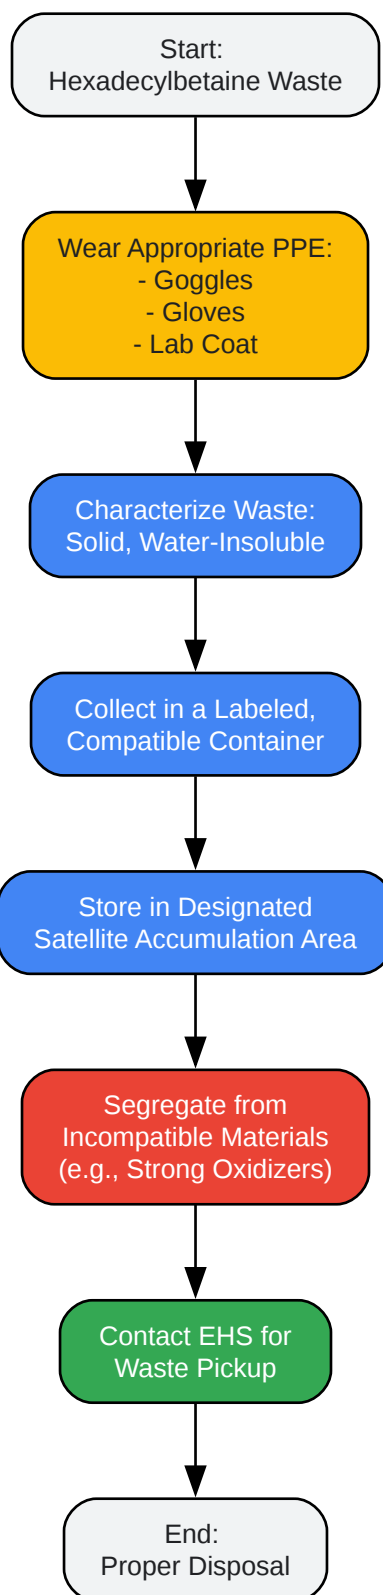 Start:
Hexadecylbetaine Waste
Wear Appropriate PPE:
- Goggles
- Gloves
- Lab Coat
Characterize Waste:
Solid, Water-Insoluble
Collect in a Labeled,
Compatible Container
Store in Designated
Satellite Accumulation Area
Segregate from
Incompatible Materials
(e.g., Strong Oxidizers)
Contact EHS for
Waste Pickup
End:
Proper Disposal